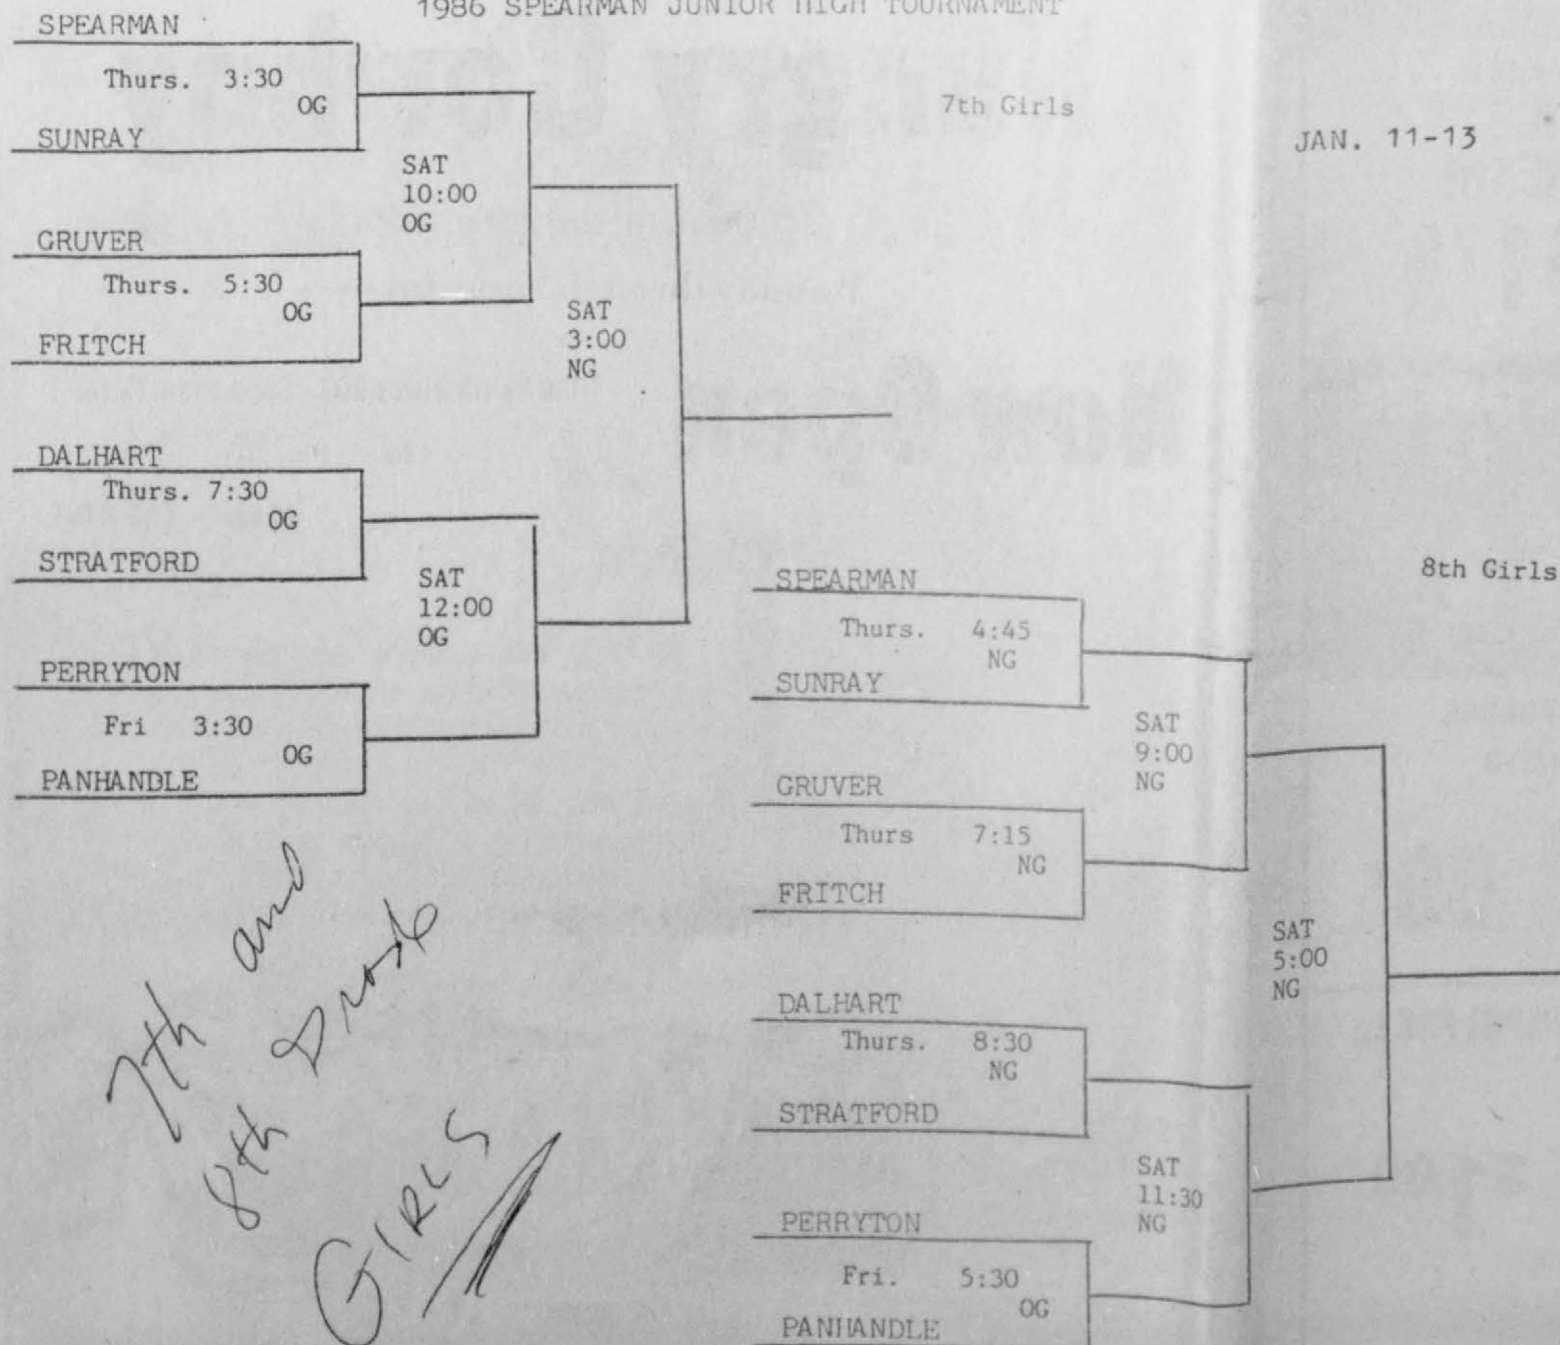 1986 SPEARMAN JUNIOR HIGH TOURNAMENT
7th Girls
JAN. 11-13
SPEARMAN
Thurs. 3:30
OG
SUNRAY
SAT
10:00
OG
GRUVER
Thurs. 5:30
OG
FRITCH
SAT
3:00
NG
DALHART
Thurs. 7:30
OG
STRATFORD
SAT
12:00
OG
PERRYTON
Fri 3:30
OG
PANHANDLE
8th Girls
SPEARMAN
Thurs. 4:45
NG
SUNRAY
SAT
9:00
NG
GRUVER
Thurs 7:15
NG
FRITCH
SAT
5:00
NG
DALHART
Thurs. 8:30
NG
STRATFORD
SAT
11:30
NG
PERRYTON
Fri. 5:30
OG
PANHANDLE
7th and
8th
GIRLS